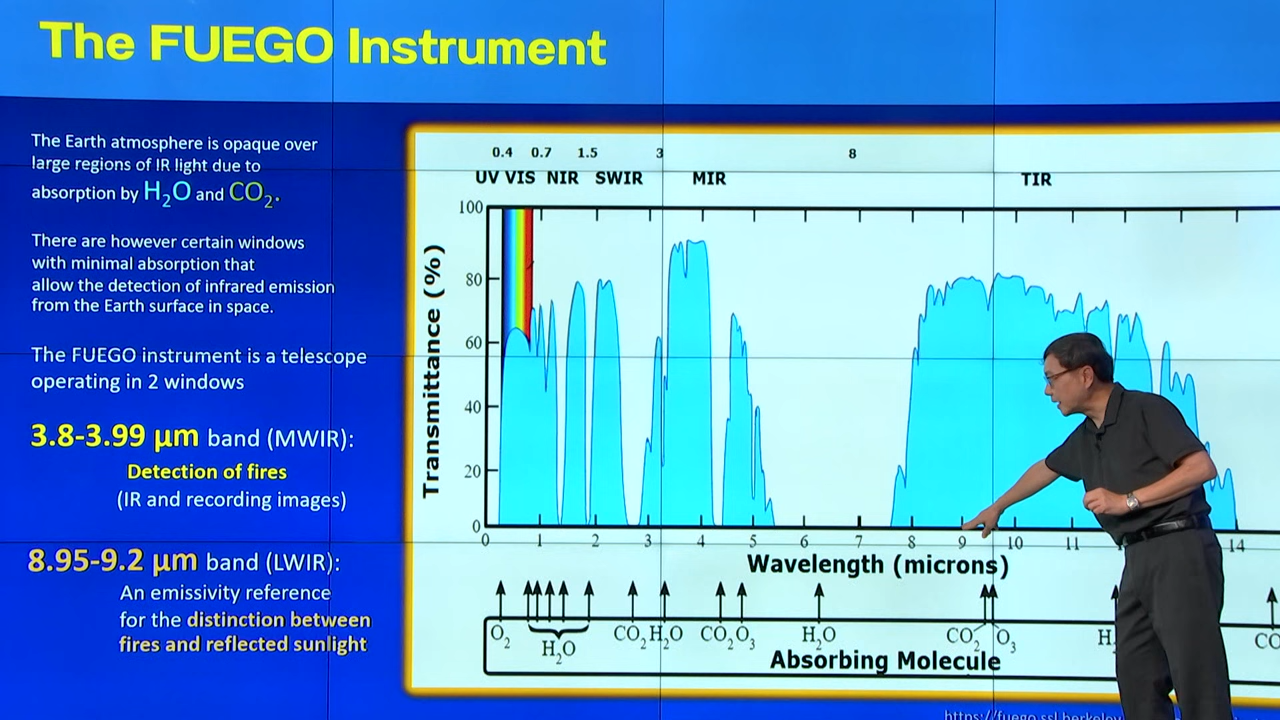 The FUEGO Instrument
The Earth atmosphere is opaque over
large regions of IR light due to
absorption by H₂O and CO₂.
There are however certain windows
with minimal absorption that
allow the detection of infrared emission
from the Earth surface in space.
The FUEGO instrument is a telescope
operating in 2 windows
3.8-3.99 µm band (MWIR):
Detection of fires
(IR and recording images)
8.95-9.2 µm band (LWIR):
An emissivity reference
for the distinction between
fires and reflected sunlight
0.4 0.7 1.5 3 8
UV VIS NIR SWIR MIR TIR
Transmittance (%)
100
80
60
40
20
0
0 1 2 3 4 5 6 7 8 9 10 11 14
Wavelength (microns)
O₂ H₂O CO₂ H₂O CO₂ O₃ H₂O CO₂ O₃
Absorbing Molecule